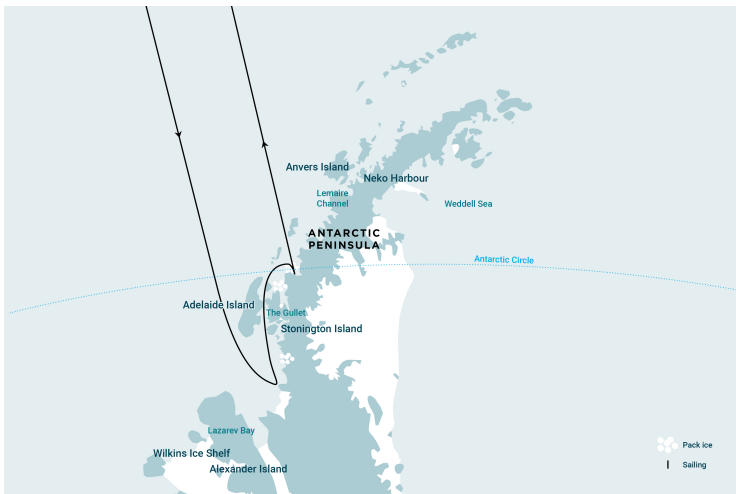 Anvers Island
Neko Harbour
Lemaire
Channel
Weddell Sea
ANTARCTIC
PENINSULA
Antarctic Circle
Adelaide Island
The Gullet
Stonington Island
Lazarev Bay
Wilkins Ice Shelf
Alexander Island
Pack ice
Sailing